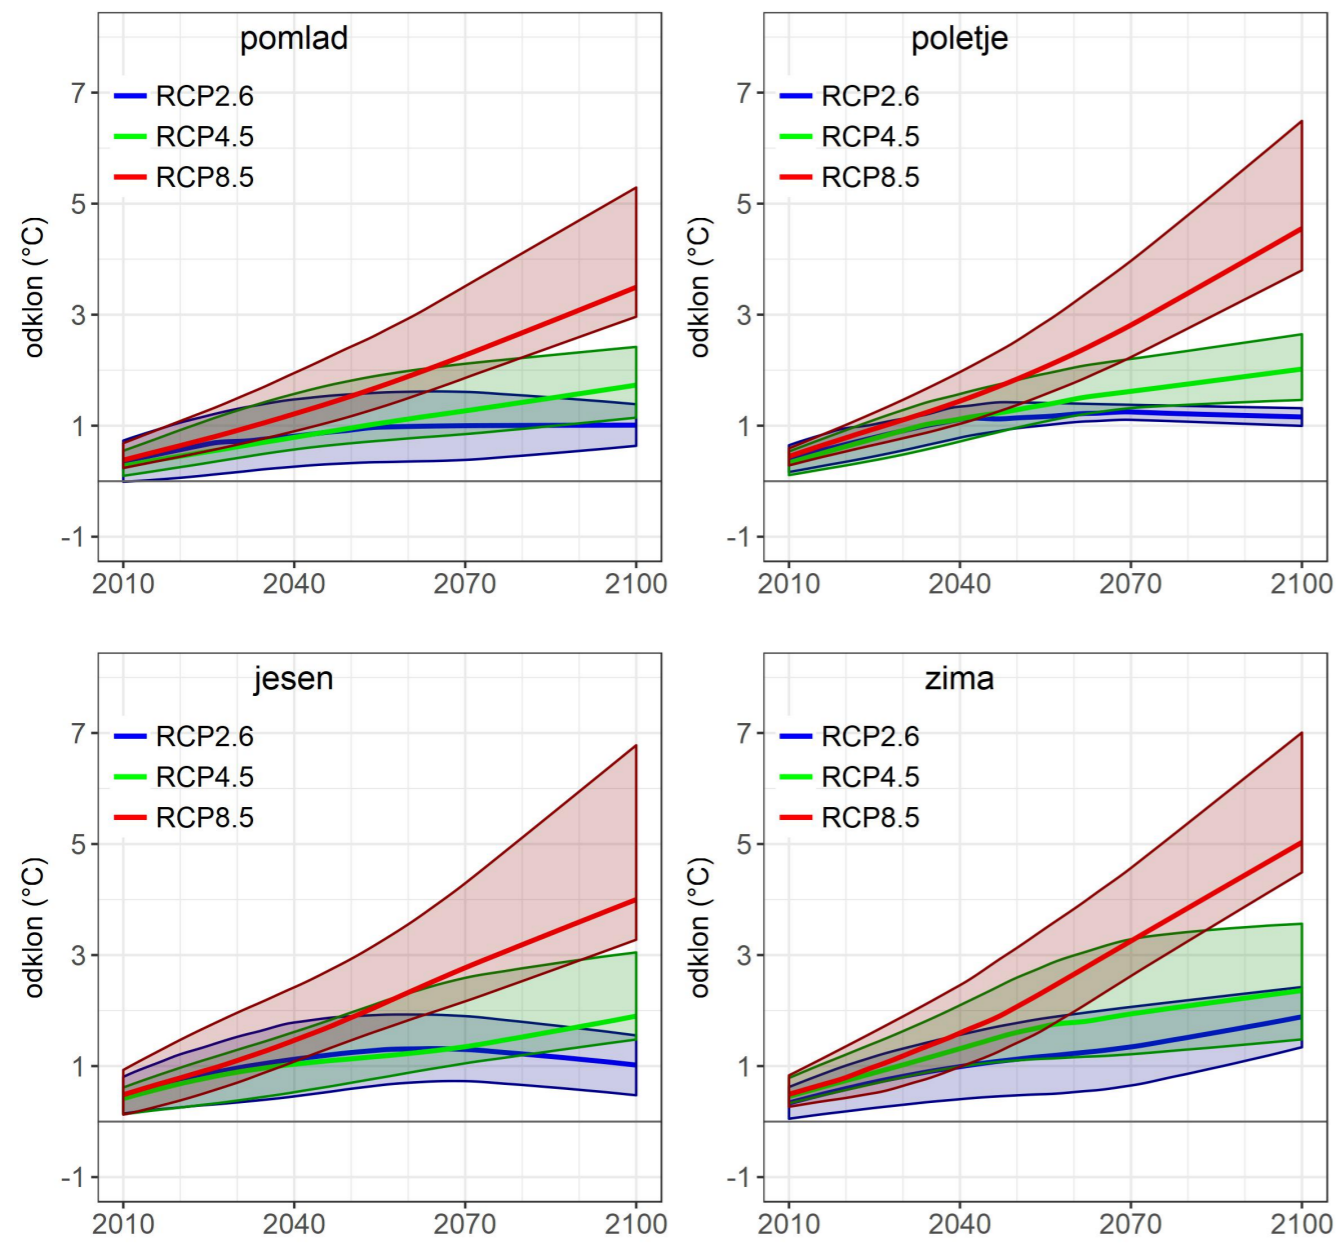 pomlad
RCP2.6
RCP4.5
RCP8.5
odklon (°C)
7
5
3
1
-1
2010 2040 2070 2100
poletje
RCP2.6
RCP4.5
RCP8.5
odklon (°C)
7
5
3
1
-1
2010 2040 2070 2100
jesen
RCP2.6
RCP4.5
RCP8.5
odklon (°C)
7
5
3
1
-1
2010 2040 2070 2100
zima
RCP2.6
RCP4.5
RCP8.5
odklon (°C)
7
5
3
1
-1
2010 2040 2070 2100